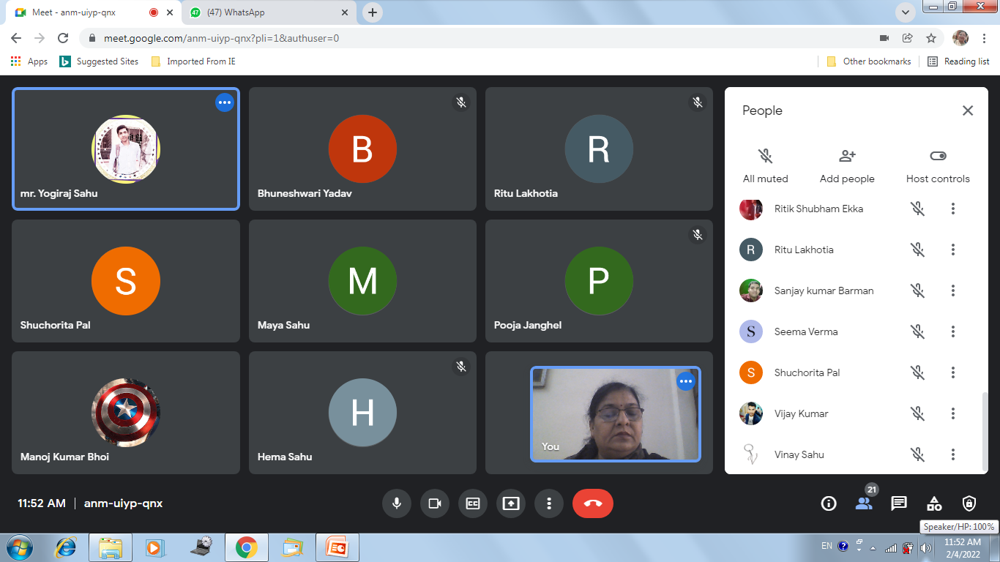 Meet - anm-uiyp-qnx
47
(47) WhatsApp
meet.google.com/anm-uiyp-qnx?pli=1&authuser=0
Apps
Suggested Sites
Imported From IE
Other bookmarks
Reading list
mr. Yogiraj Sahu
B
Bhuneshwari Yadav
R
Ritu Lakhotia
S
Shuchorita Pal
M
Maya Sahu
P
Pooja Janghel
Manoj Kumar Bhoi
H
Hema Sahu
You
People
All muted
Add people
Host controls
Ritik Shubham Ekka
R
Ritu Lakhotia
Sanjay kumar Barman
S
Seema Verma
S
Shuchorita Pal
Vijay Kumar
Vinay Sahu
11:52 AM
anm-uiyp-qnx
CC
21
Speaker/HP: 100%
EN
11:52 AM
2/4/2022